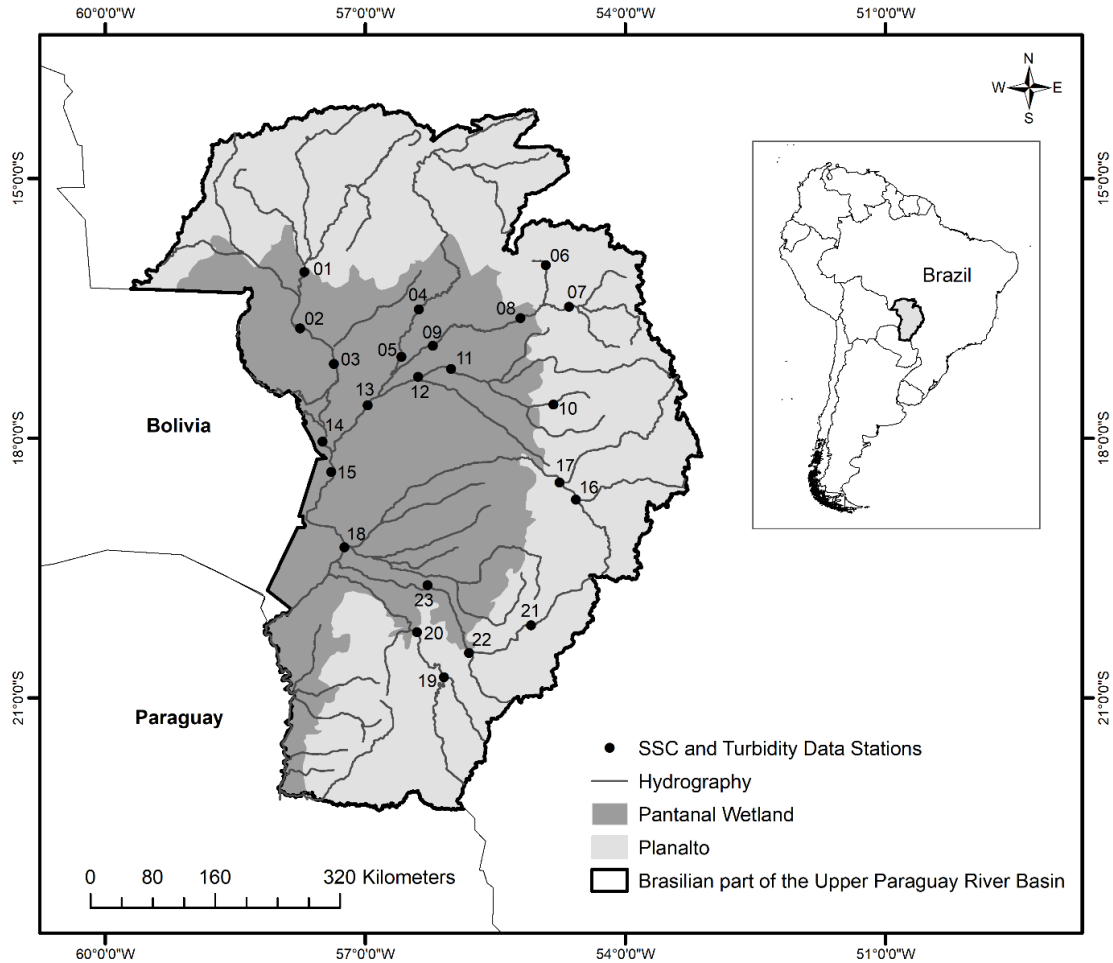 60°0'0"W 57°0'0"W 54°0'0"W 51°0'0"W
N
W E
S
15°0'0"S 15°0'0"S
Brazil
01
06
04
07
02
08
09
03
05
11
12
13
10
Bolivia
14
18°0'0"S 18°0'0"S
15
17
16
18
23
21
20
22
19
21°0'0"S 21°0'0"S
Paraguay
SSC and Turbidity Data Stations
Hydrography
Pantanal Wetland
Planalto
Brasilian part of the Upper Paraguay River Basin
0 80 160 320 Kilometers
60°0'0"W 57°0'0"W 54°0'0"W 51°0'0"W